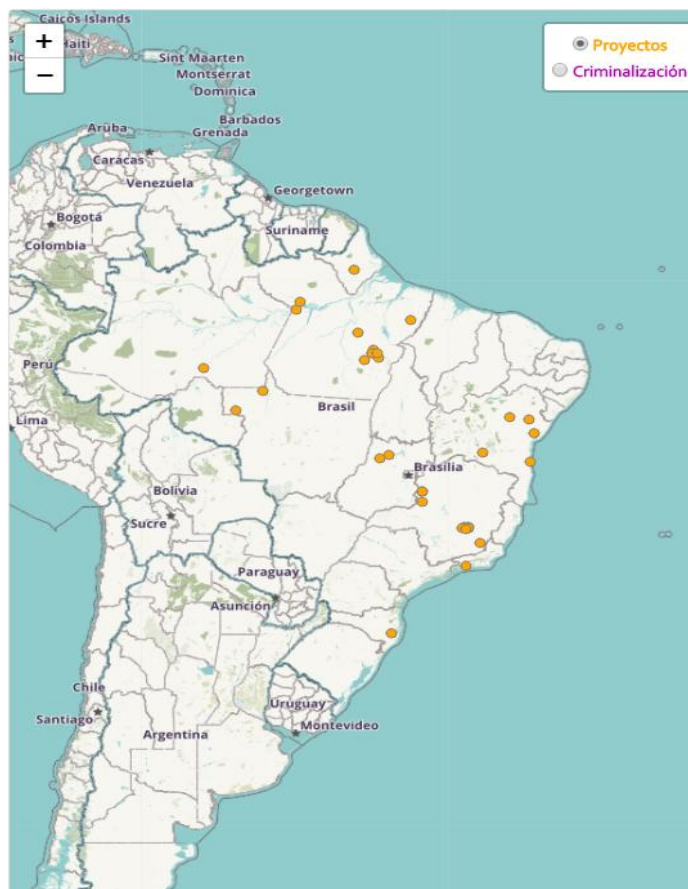 Caicos Islands
+
−
Haiti
Sint Maarten
Montserrat
Dominica
Barbados
Grenada
Aruba
Caracas
Venezuela
Georgetown
Bogotá
Colombia
Suriname
Perú
Lima
Brasil
Brasilia
Bolivia
Sucre
Paraguay
Asunción
Chile
Santiago
Uruguay
Montevideo
Argentina
Proyectos
Criminalización